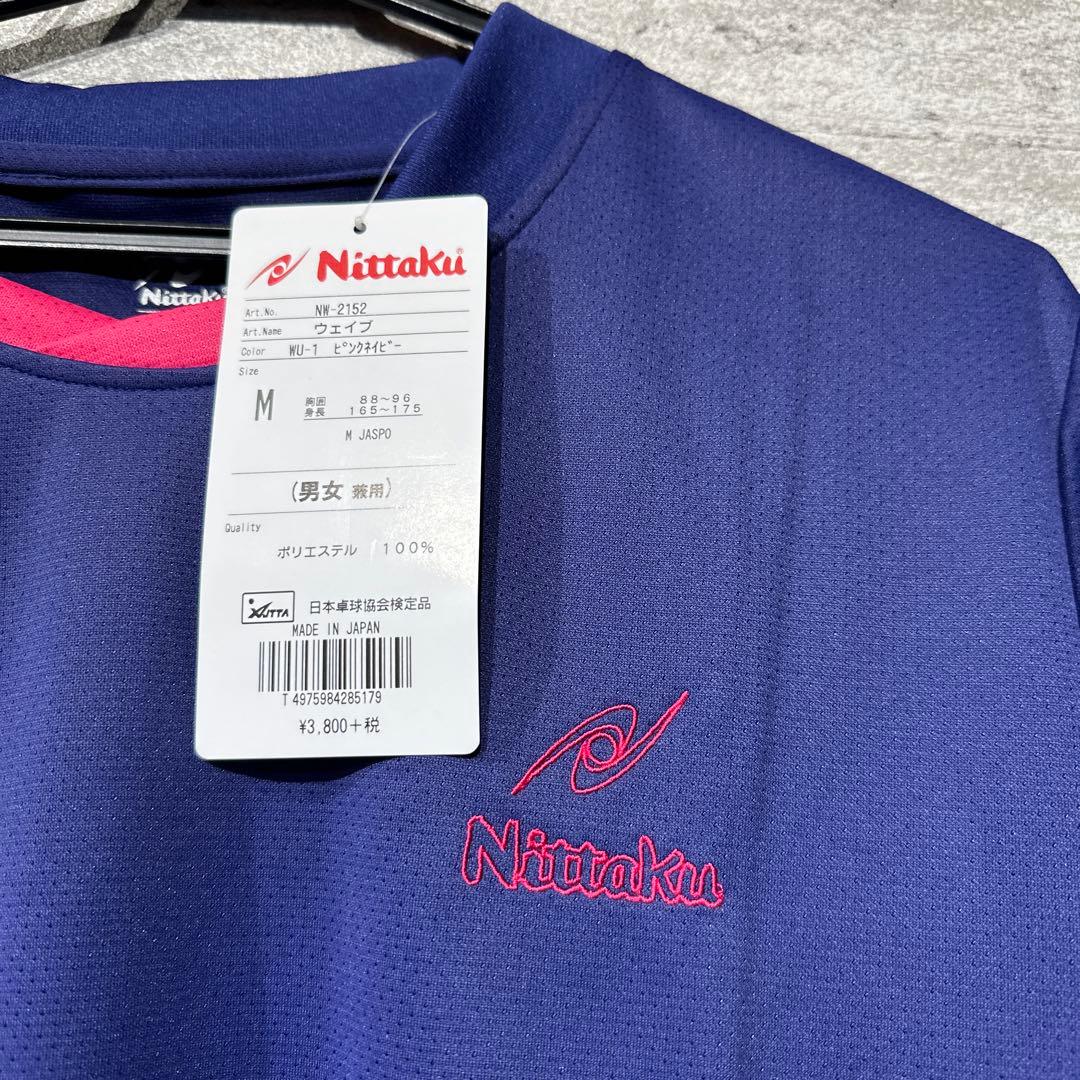 Nittaku®
Art.No. NW-2152
Art.Name ウェイブ
Color WU-1 ﾋﾟﾝｸﾈｲﾋﾞｰ
Size
M 胸囲 88～96
身長 165～175
M JASPO
(男女 兼用)
Quality
ポリエステル 100%
JTTA 日本卓球協会検定品
MADE IN JAPAN
T 4975984285179
¥3,800+税
Nittaku
Nittaku